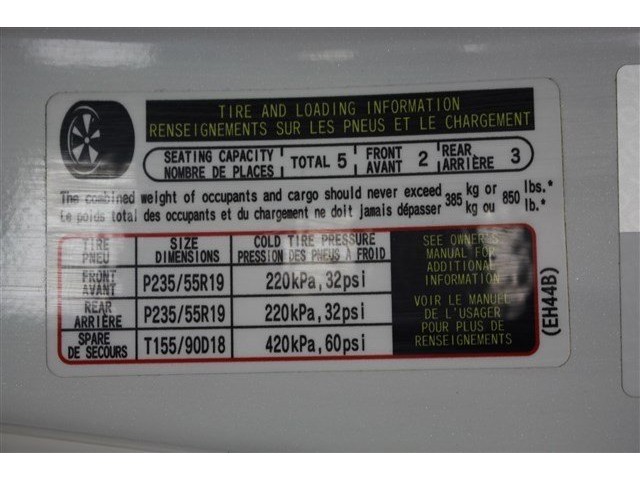 TIRE AND LOADING INFORMATION
RENSEIGNEMENTS SUR LES PNEUS ET LE CHARGEMENT
SEATING CAPACITY TOTAL 5 FRONT 2 REAR 3
NOMBRE DE PLACES AVANT ARRIÈRE
The combined weight of occupants and cargo should never exceed 385 kg or 850 lbs.*
Le poids total des occupants et du chargement ne doit jamais dépasser kg ou lb.*
TIRE SIZE COLD TIRE PRESSURE
PNEU DIMENSIONS PRESSION DES PNEUS À FROID
FRONT
AVANT P235/55R19 220kPa,32psi
REAR
ARRIÈRE P235/55R19 220kPa,32psi
SPARE
DE SECOURS T155/90D18 420kPa,60psi
SEE OWNER'S
MANUAL FOR
ADDITIONAL
INFORMATION
VOIR LE MANUEL
DE L'USAGER
POUR PLUS DE
RENSEIGNEMENTS
(EH44B)